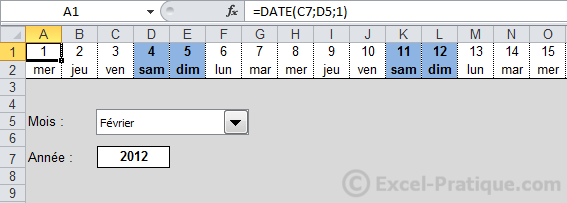 A1 fx =DATE(C7;D5;1)
A B C D E F G H I J K L M N O
1 1 2 3 4 5 6 7 8 9 10 11 12 13 14 15
2 mer jeu ven sam dim lun mar mer jeu ven sam dim lun mar mer
3
4
5 Mois : Février
6
7 Année : 2012
8
9
© Excel-Pratique.com